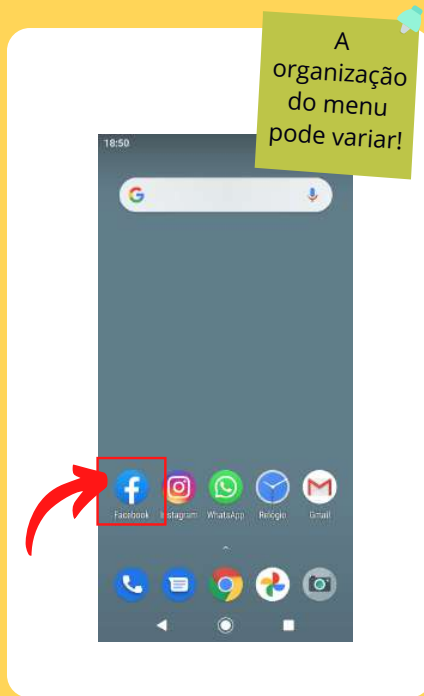 A
organização
do menu
pode variar!
18:50
Facebook Instagram WhatsApp Relógio Gmail